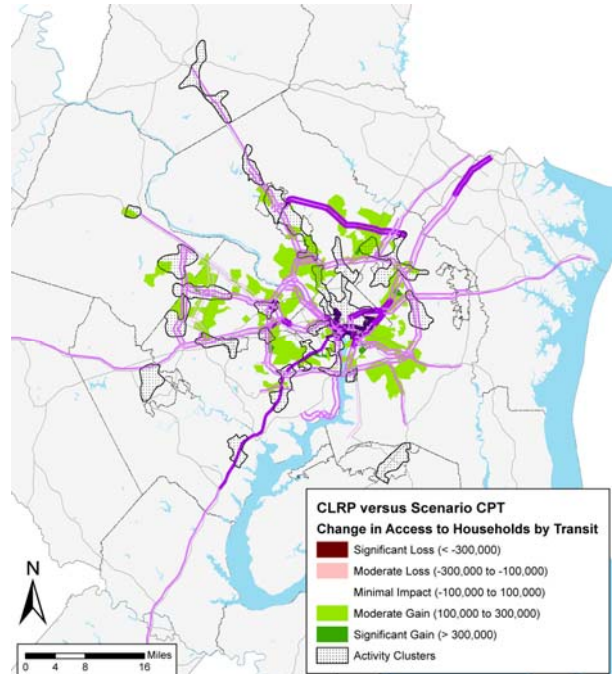 CLRP versus Scenario CPT
Change in Access to Households by Transit
Significant Loss (< -300,000)
Moderate Loss (-300,000 to -100,000)
Minimal Impact (-100,000 to 100,000)
Moderate Gain (100,000 to 300,000)
Significant Gain (> 300,000)
Activity Clusters
N
Miles
0 4 8 16